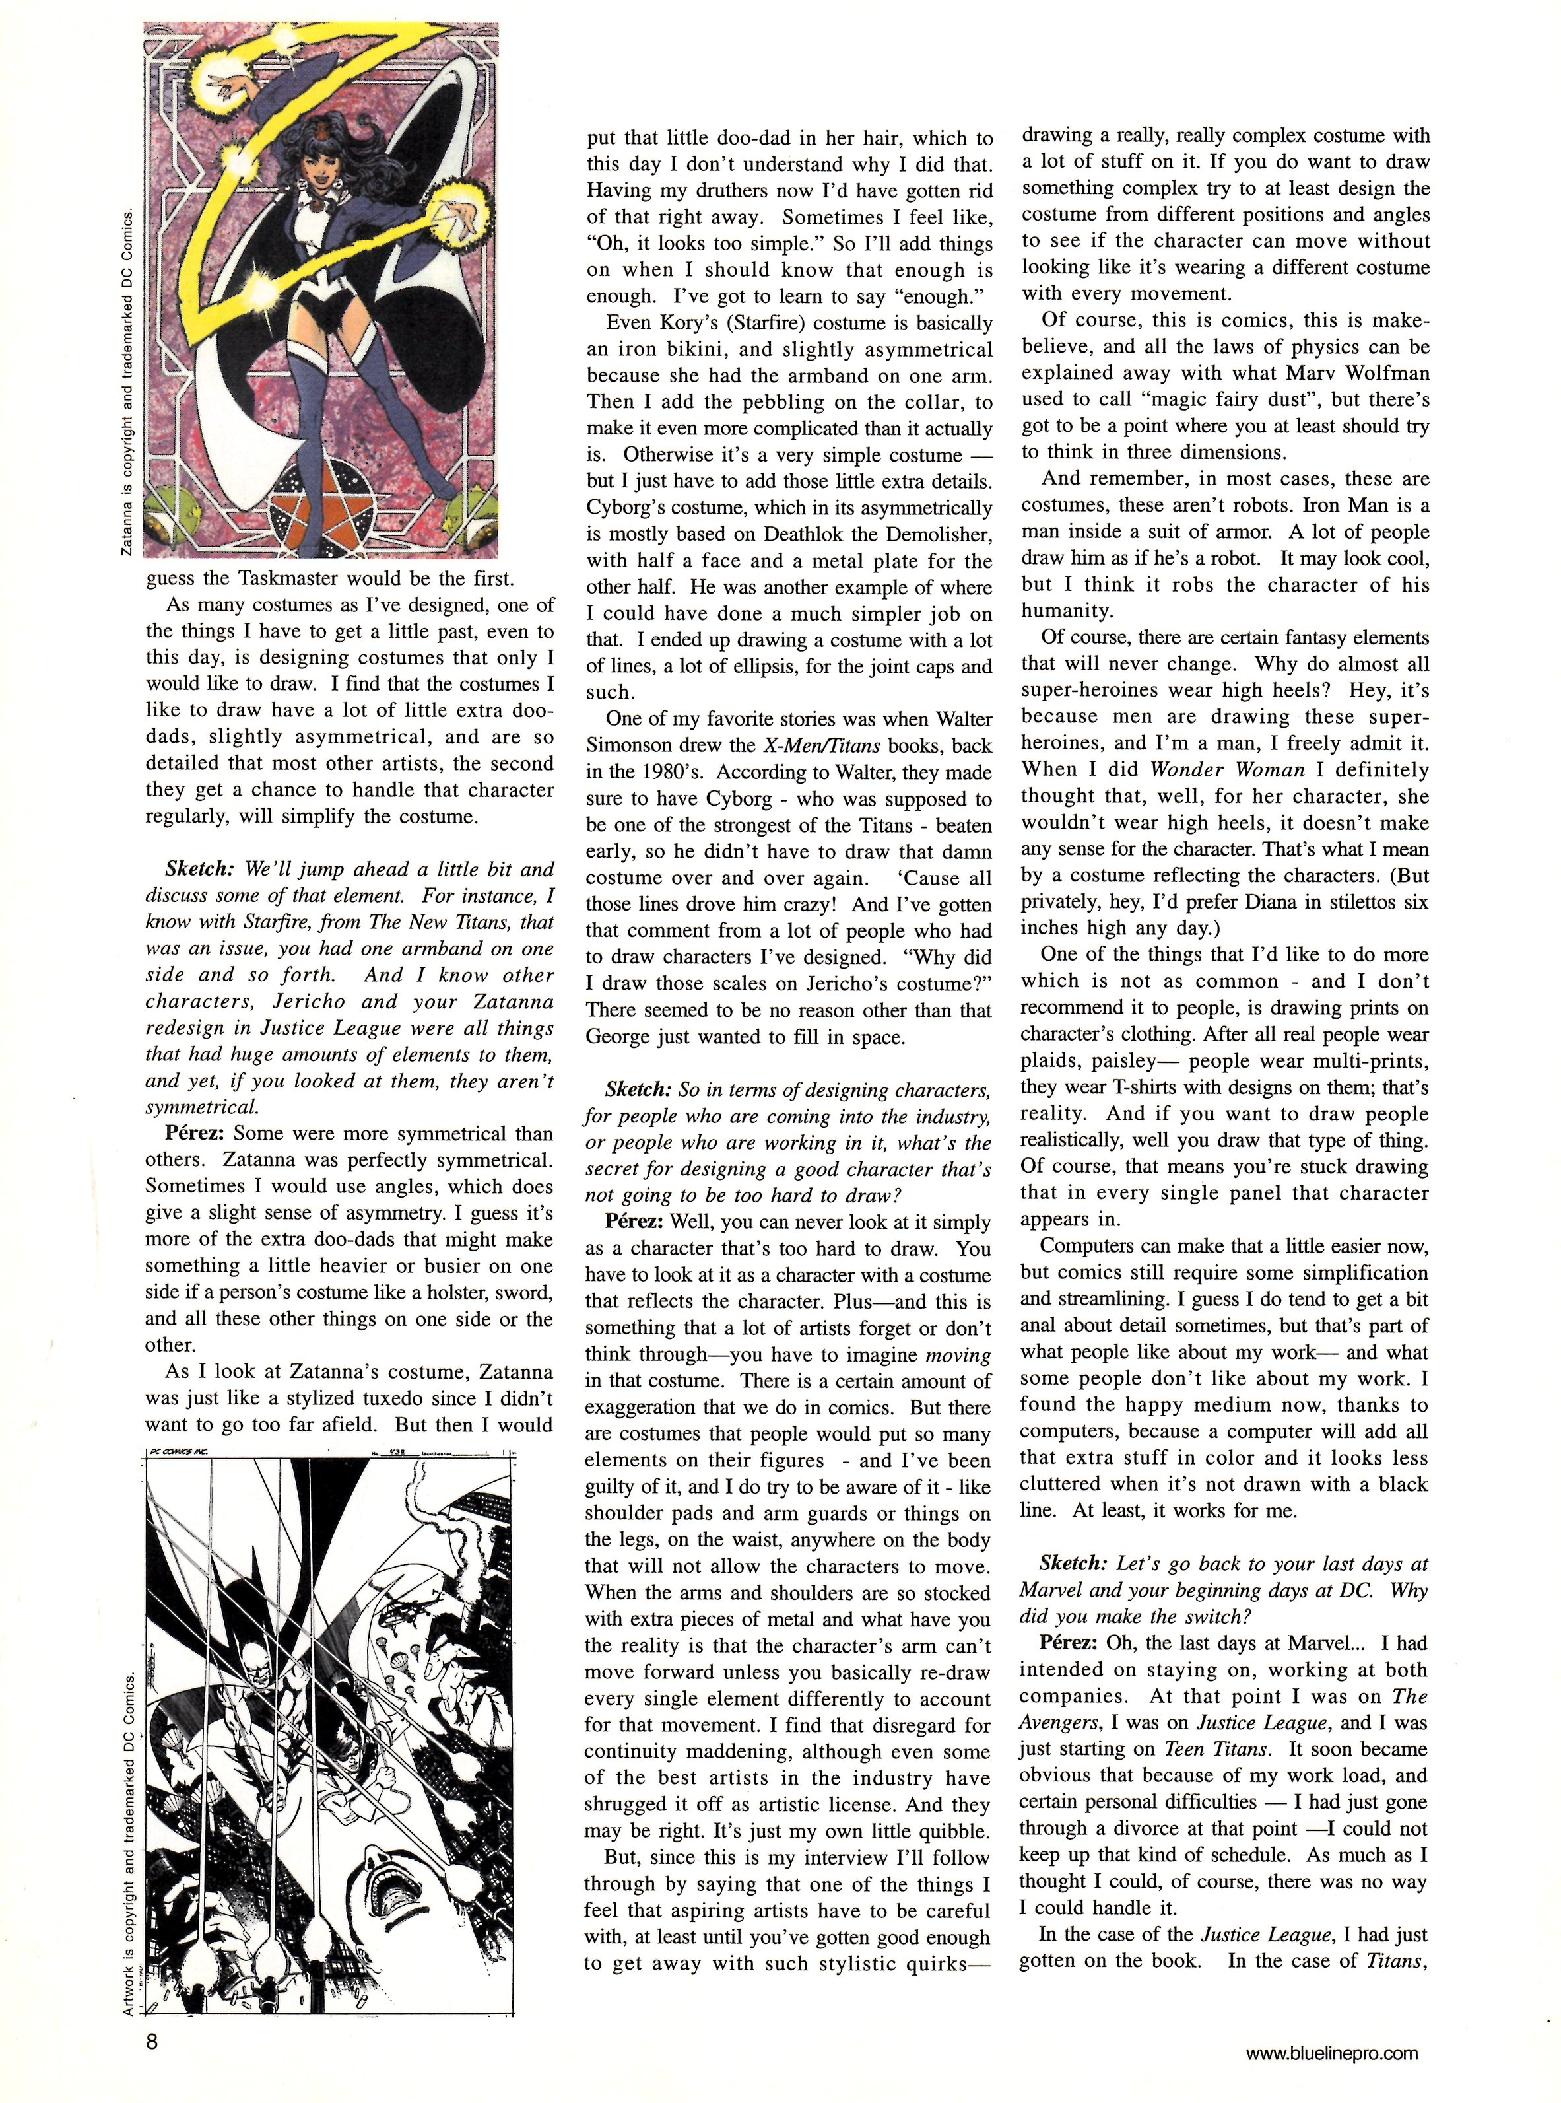 Zatanna is copyright and trademarked DC Comics.
guess the Taskmaster would be the first.
As many costumes as I've designed, one of
the things I have to get a little past, even to
this day, is designing costumes that only I
would like to draw. I find that the costumes I
like to draw have a lot of little extra doo-
dads, slightly asymmetrical, and are so
detailed that most other artists, the second
they get a chance to handle that character
regularly, will simplify the costume.
Sketch: We'll jump ahead a little bit and
discuss some of that element. For instance, I
know with Starfire, from The New Titans, that
was an issue, you had one armband on one
side and so forth. And I know other
characters, Jericho and your Zatanna
redesign in Justice League were all things
that had huge amounts of elements to them,
and yet, if you looked at them, they aren't
symmetrical.
Pérez: Some were more symmetrical than
others. Zatanna was perfectly symmetrical.
Sometimes I would use angles, which does
give a slight sense of asymmetry. I guess it's
more of the extra doo-dads that might make
something a little heavier or busier on one
side if a person's costume like a holster, sword,
and all these other things on one side or the
other.
As I look at Zatanna's costume, Zatanna
was just like a stylized tuxedo since I didn't
want to go too far afield. But then I would
DC COMICS INC.
Artwork is copyright and trademarked DC Comics.
put that little doo-dad in her hair, which to
this day I don't understand why I did that.
Having my druthers now I'd have gotten rid
of that right away. Sometimes I feel like,
“Oh, it looks too simple.” So I'll add things
on when I should know that enough is
enough. I've got to learn to say “enough.”
Even Kory's (Starfire) costume is basically
an iron bikini, and slightly asymmetrical
because she had the armband on one arm.
Then I add the pebbling on the collar, to
make it even more complicated than it actually
is. Otherwise it's a very simple costume —
but I just have to add those little extra details.
Cyborg's costume, which in its asymmetrically
is mostly based on Deathlok the Demolisher,
with half a face and a metal plate for the
other half. He was another example of where
I could have done a much simpler job on
that. I ended up drawing a costume with a lot
of lines, a lot of ellipsis, for the joint caps and
such.
One of my favorite stories was when Walter
Simonson drew the X-Men/Titans books, back
in the 1980's. According to Walter, they made
sure to have Cyborg - who was supposed to
be one of the strongest of the Titans - beaten
early, so he didn't have to draw that damn
costume over and over again. ‘Cause all
those lines drove him crazy! And I've gotten
that comment from a lot of people who had
to draw characters I've designed. “Why did
I draw those scales on Jericho's costume?”
There seemed to be no reason other than that
George just wanted to fill in space.
Sketch: So in terms of designing characters,
for people who are coming into the industry,
or people who are working in it, what's the
secret for designing a good character that's
not going to be too hard to draw?
Pérez: Well, you can never look at it simply
as a character that's too hard to draw. You
have to look at it as a character with a costume
that reflects the character. Plus—and this is
something that a lot of artists forget or don't
think through—you have to imagine moving
in that costume. There is a certain amount of
exaggeration that we do in comics. But there
are costumes that people would put so many
elements on their figures - and I've been
guilty of it, and I do try to be aware of it - like
shoulder pads and arm guards or things on
the legs, on the waist, anywhere on the body
that will not allow the characters to move.
When the arms and shoulders are so stocked
with extra pieces of metal and what have you
the reality is that the character's arm can't
move forward unless you basically re-draw
every single element differently to account
for that movement. I find that disregard for
continuity maddening, although even some
of the best artists in the industry have
shrugged it off as artistic license. And they
may be right. It's just my own little quibble.
But, since this is my interview I'll follow
through by saying that one of the things I
feel that aspiring artists have to be careful
with, at least until you've gotten good enough
to get away with such stylistic quirks—
drawing a really, really complex costume with
a lot of stuff on it. If you do want to draw
something complex try to at least design the
costume from different positions and angles
to see if the character can move without
looking like it's wearing a different costume
with every movement.
Of course, this is comics, this is make-
believe, and all the laws of physics can be
explained away with what Marv Wolfman
used to call “magic fairy dust”, but there's
got to be a point where you at least should try
to think in three dimensions.
And remember, in most cases, these are
costumes, these aren't robots. Iron Man is a
man inside a suit of armor. A lot of people
draw him as if he's a robot. It may look cool,
but I think it robs the character of his
humanity.
Of course, there are certain fantasy elements
that will never change. Why do almost all
super-heroines wear high heels? Hey, it's
because men are drawing these super-
heroines, and I'm a man, I freely admit it.
When I did Wonder Woman I definitely
thought that, well, for her character, she
wouldn't wear high heels, it doesn't make
any sense for the character. That's what I mean
by a costume reflecting the characters. (But
privately, hey, I'd prefer Diana in stilettos six
inches high any day.)
One of the things that I'd like to do more
which is not as common - and I don't
recommend it to people, is drawing prints on
character's clothing. After all real people wear
plaids, paisley— people wear multi-prints,
they wear T-shirts with designs on them; that's
reality. And if you want to draw people
realistically, well you draw that type of thing.
Of course, that means you're stuck drawing
that in every single panel that character
appears in.
Computers can make that a little easier now,
but comics still require some simplification
and streamlining. I guess I do tend to get a bit
anal about detail sometimes, but that's part of
what people like about my work— and what
some people don't like about my work. I
found the happy medium now, thanks to
computers, because a computer will add all
that extra stuff in color and it looks less
cluttered when it's not drawn with a black
line. At least, it works for me.
Sketch: Let's go back to your last days at
Marvel and your beginning days at DC. Why
did you make the switch?
Pérez: Oh, the last days at Marvel... I had
intended on staying on, working at both
companies. At that point I was on The
Avengers, I was on Justice League, and I was
just starting on Teen Titans. It soon became
obvious that because of my work load, and
certain personal difficulties — I had just gone
through a divorce at that point —I could not
keep up that kind of schedule. As much as I
thought I could, of course, there was no way
I could handle it.
In the case of the Justice League, I had just
gotten on the book. In the case of Titans,
8
www.bluelinepro.com